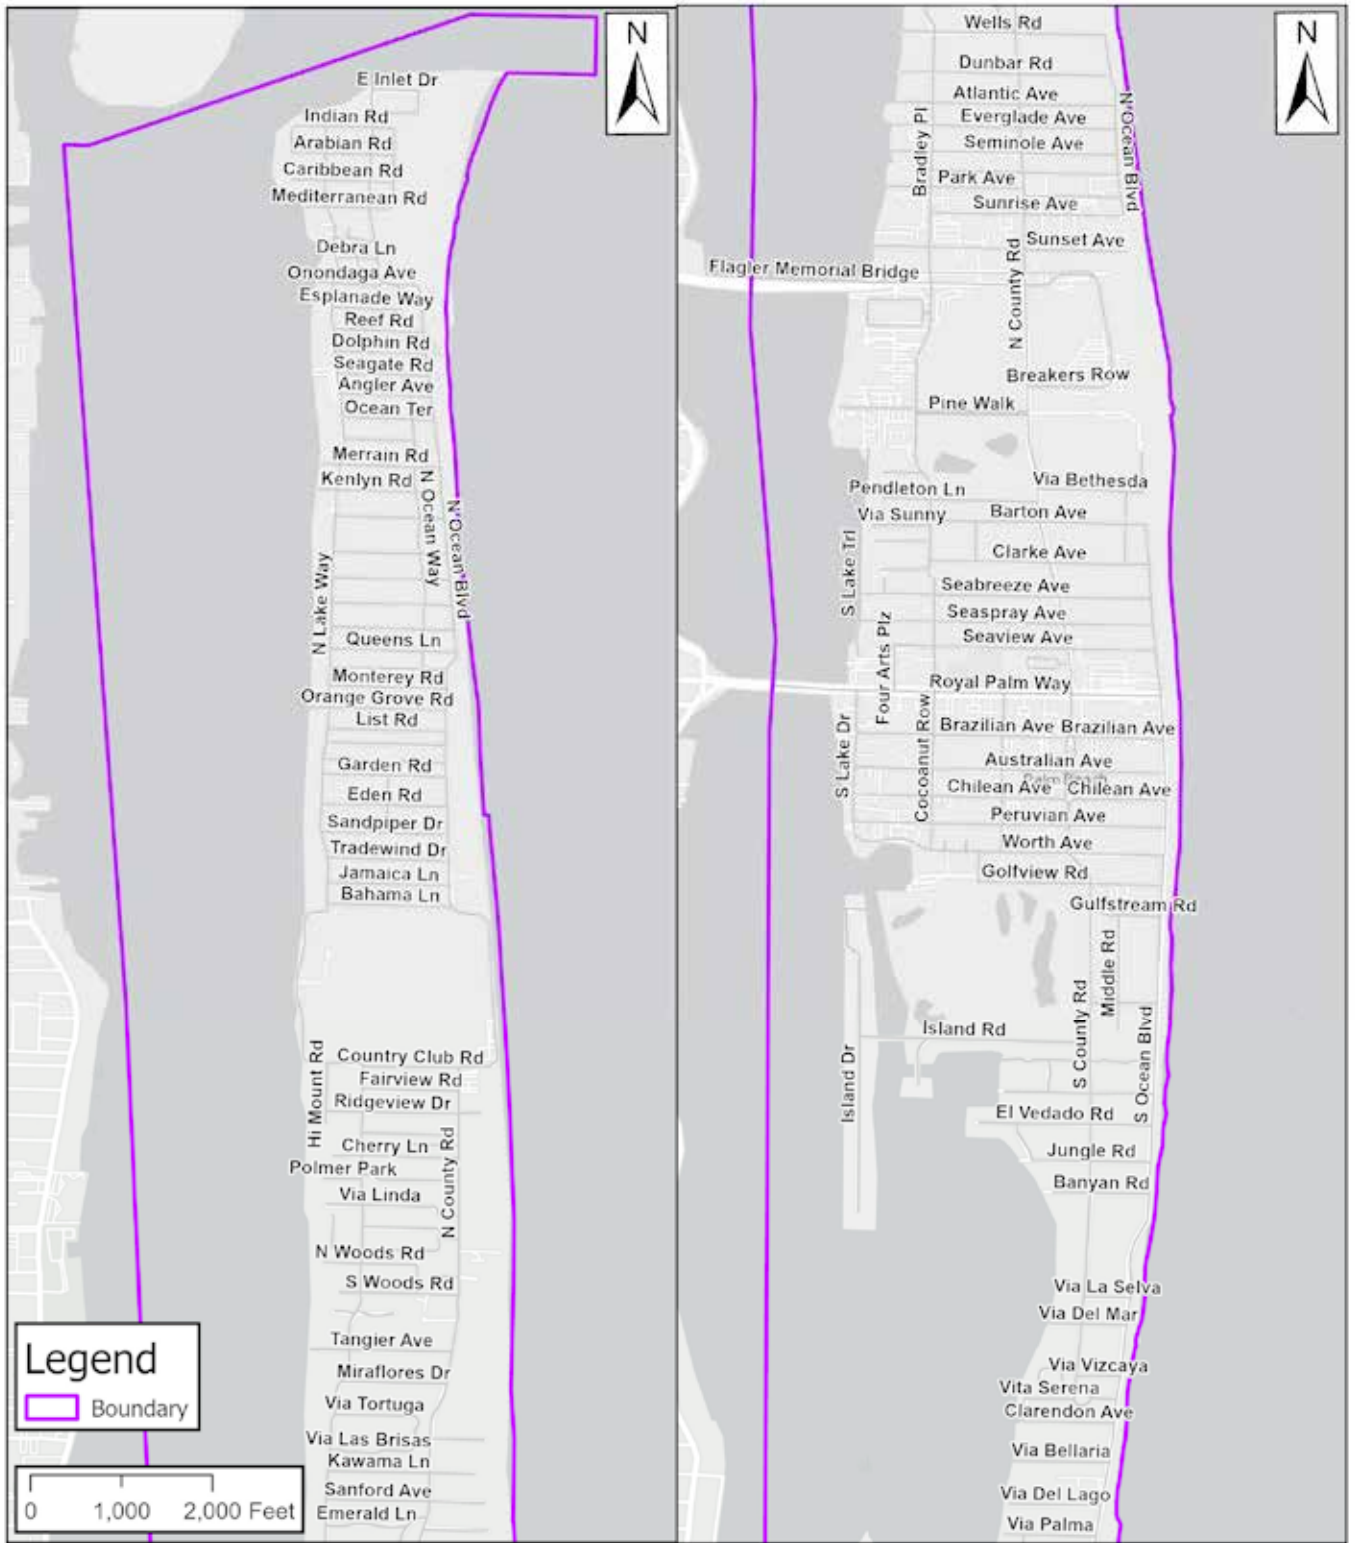 N
E Inlet Dr
Indian Rd
Arabian Rd
Caribbean Rd
Mediterranean Rd
Debra Ln
Onondaga Ave
Esplanade Way
Reef Rd
Dolphin Rd
Seagate Rd
Angler Ave
Ocean Ter
Merrain Rd
Kenlyn Rd
N Ocean Way
N Ocean Blvd
N Lake Way
Queens Ln
Monterey Rd
Orange Grove Rd
List Rd
Garden Rd
Eden Rd
Sandpiper Dr
Tradewind Dr
Jamaica Ln
Bahama Ln
Hi Mount Rd
Country Club Rd
Fairview Rd
Ridgeview Dr
Cherry Ln
N County Rd
Polmer Park
Via Linda
N Woods Rd
S Woods Rd
Tangier Ave
Miraflores Dr
Via Tortuga
Via Las Brisas
Kawama Ln
Sanford Ave
Emerald Ln
Legend
Boundary
0 1,000 2,000 Feet
N
Wells Rd
Dunbar Rd
Atlantic Ave
Everglade Ave
Seminole Ave
Bradley Pl
N Ocean Blvd
Park Ave
Sunrise Ave
Sunset Ave
Flagler Memorial Bridge
N County Rd
Breakers Row
Pine Walk
Via Bethesda
Pendleton Ln
Barton Ave
Via Sunny
Clarke Ave
S Lake Trl
Seabreeze Ave
Seaspray Ave
Seaview Ave
Four Arts Plz
Royal Palm Way
Cocoanut Row
Brazilian Ave Brazilian Ave
S Lake Dr
Australian Ave
Palm Beach
Chilean Ave Chilean Ave
Peruvian Ave
Worth Ave
Golfview Rd
Gulfstream Rd
Middle Rd
S County Rd
Island Rd
S Ocean Blvd
Island Dr
El Vedado Rd
Jungle Rd
Banyan Rd
Via La Selva
Via Del Mar
Via Vizcaya
Vita Serena
Clarendon Ave
Via Bellaria
Via Del Lago
Via Palma